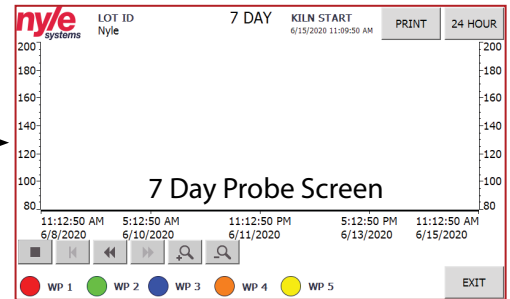 nyle systems LOT ID 7 DAY KILN START PRINT 24 HOUR
Nyle 6/15/2020 11:09:50 AM
200 200
180 180
160 160
140 140
120 120
100 100
7 Day Probe Screen
80 80
11:12:50 AM 5:12:50 AM 11:12:50 PM 5:12:50 PM 11:12:50 AM
6/8/2020 6/10/2020 6/11/2020 6/13/2020 6/15/2020
WP 1 WP 2 WP 3 WP 4 WP 5 EXIT